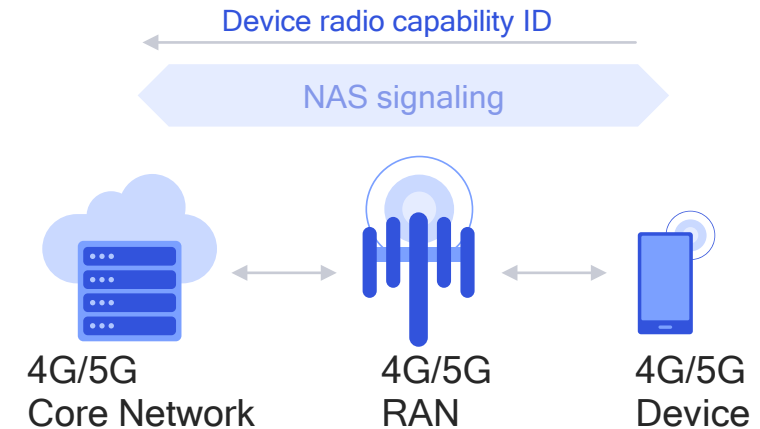 Device radio capability ID
NAS signaling
4G/5G
Core Network
4G/5G
RAN
4G/5G
Device